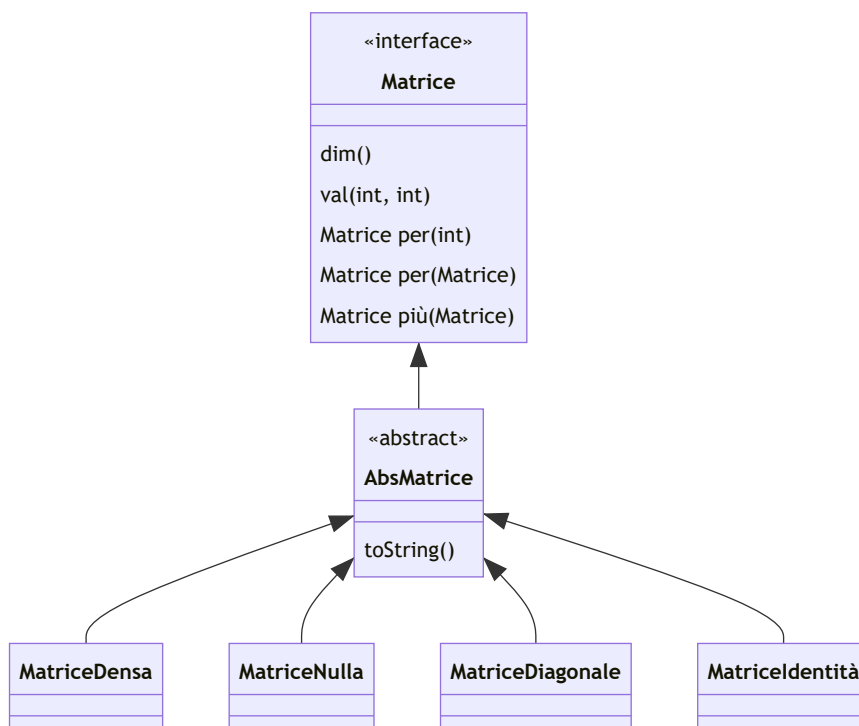 «interface»
Matrice
dim()
val(int, int)
Matrice per(int)
Matrice per(Matrice)
Matrice più(Matrice)
«abstract»
AbsMatrice
toString()
MatriceDensa
MatriceNulla
MatriceDiagonale
MatriceIdentità